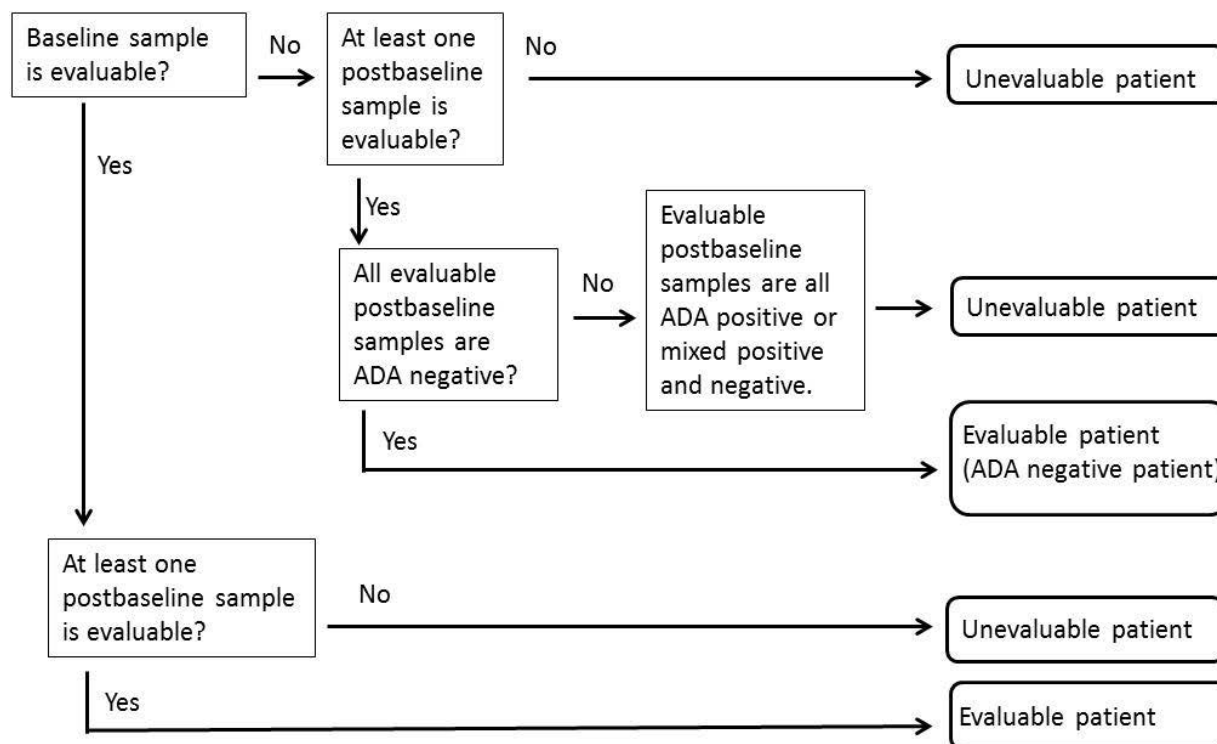 Baseline sample
is evaluable?
No
At least one
postbaseline
sample is
evaluable?
No
Unevaluable patient
Yes
Yes
All evaluable
postbaseline
samples are
ADA negative?
No
Evaluable
postbaseline
samples are all
ADA positive or
mixed positive
and negative.
Unevaluable patient
Yes
Evaluable patient
(ADA negative patient)
At least one
postbaseline sample
is evaluable?
No
Unevaluable patient
Yes
Evaluable patient